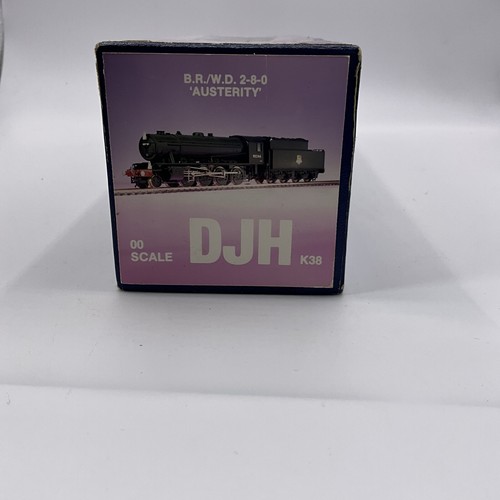 B.R./W.D. 2-8-0
'AUSTERITY'
00
SCALE
DJH
K38